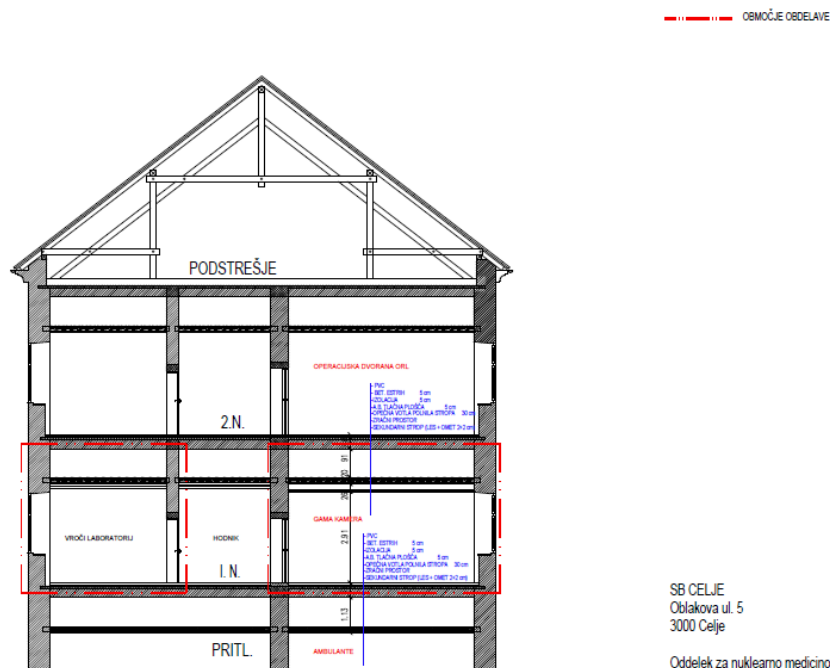 OBMOČJE OBDELAVE
PODSTREŠJE
OPERACIJSKA DVORANA ORL
- PVC
- BET. ESTRIH 5 cm
- IZOLACIJA 5 cm
- A.B. TLAČNA PLOŠČA 5 cm
- OPEČNA VOTLA POLNILA STROPA 30 cm
- ZRAČNI PROSTOR
- SEKUNDARNI STROP (LES + OMET 2+2 cm)
2.N.
91
20
26
GAMA KAMERA
VROČI LABORATORIJ
HODNIK
2,91
- PVC
- BET. ESTRIH 5 cm
- IZOLACIJA 5 cm
- A.B. TLAČNA PLOŠČA 5 cm
- OPEČNA VOTLA POLNILA STROPA 30 cm
- ZRAČNI PROSTOR
- SEKUNDARNI STROP (LES + OMET 2+2 cm)
I. N.
1,13
PRITL.
AMBULANTE
SB CELJE
Oblakova ul. 5
3000 Celje
Oddelek za nuklearno medicino